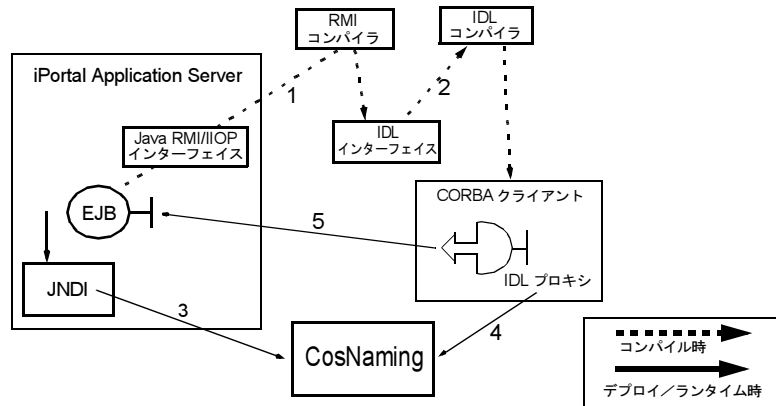 RMI
コンパイラ
IDL
コンパイラ
iPortal Application Server
1
2
Java RMI/IIOP
インターフェイス
IDL
インターフェイス
EJB
5
CORBA クライアント
IDL プロキシ
JNDI
3
4
CosNaming
コンパイル時
デプロイ／ランタイム時